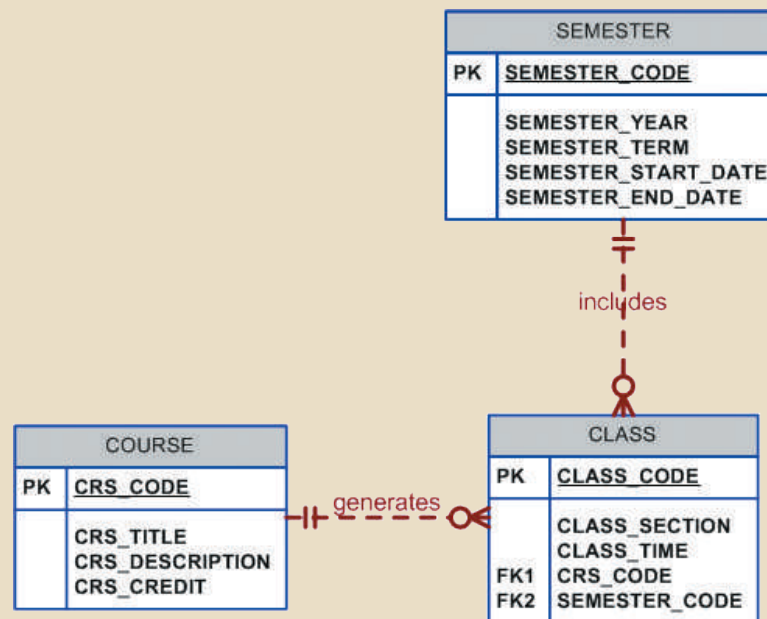 SEMESTER
PK SEMESTER_CODE
SEMESTER_YEAR
SEMESTER_TERM
SEMESTER_START_DATE
SEMESTER_END_DATE
includes
COURSE
PK CRS_CODE
CRS_TITLE
CRS_DESCRIPTION
CRS_CREDIT
generates
CLASS
PK CLASS_CODE
CLASS_SECTION
CLASS_TIME
FK1 CRS_CODE
FK2 SEMESTER_CODE